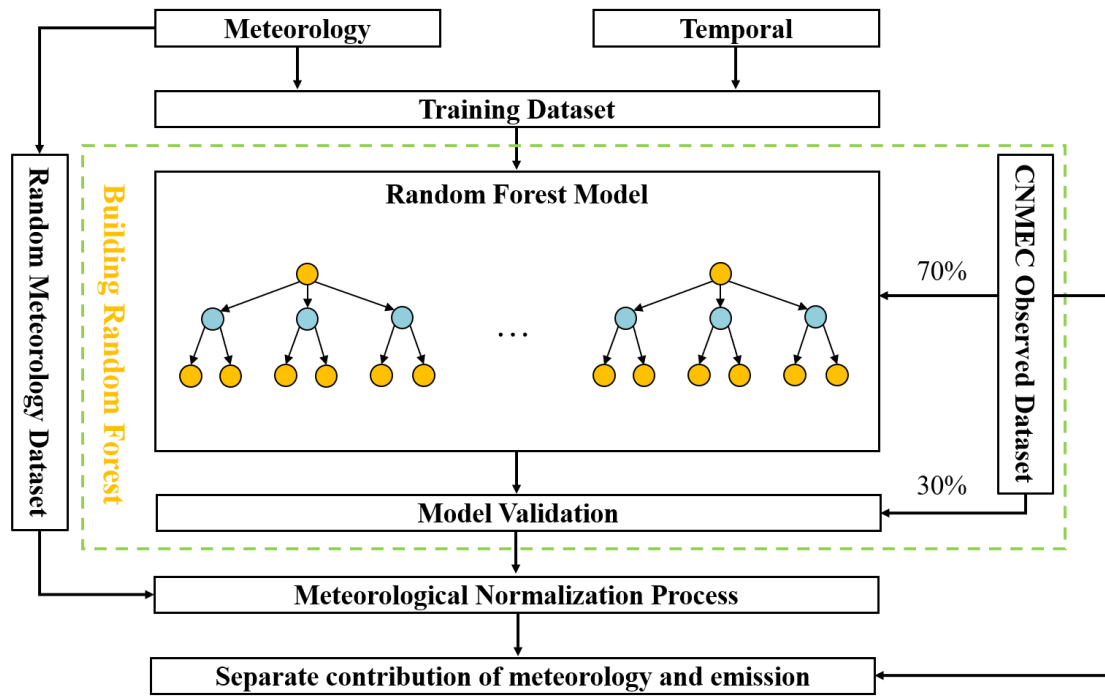 Meteorology
Temporal
Training Dataset
Random Meteorology Dataset
Building Random Forest
Random Forest Model
...
70%
CNMEC Observed Dataset
30%
Model Validation
Meteorological Normalization Process
Separate contribution of meteorology and emission